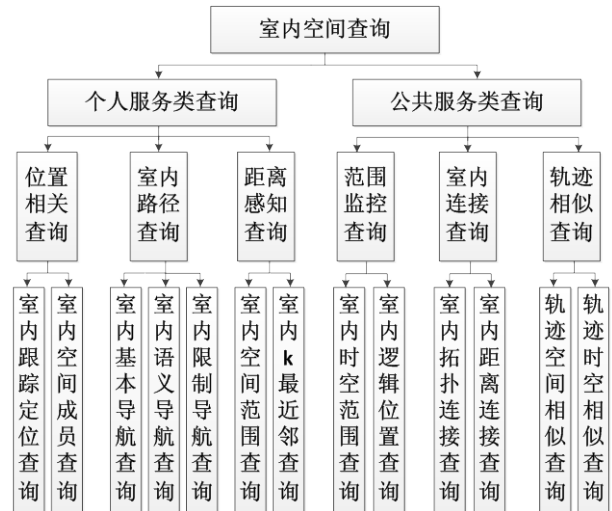 室内空间查询
个人服务类查询
公共服务类查询
位置
相关
查询
室内
路径
查询
距离
感知
查询
范围
监控
查询
室内
连接
查询
轨迹
相似
查询
室内跟踪定位查询
室内空间成员查询
室内基本导航查询
室内语义导航查询
室内限制导航查询
室内空间范围查询
室内k最近邻查询
室内时空范围查询
室内逻辑位置查询
室内拓扑连接查询
室内距离连接查询
轨迹空间相似查询
轨迹时空相似查询